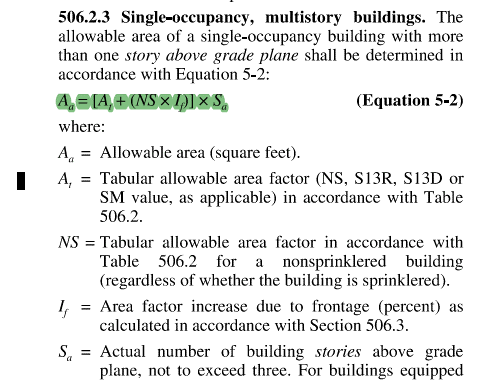 506.2.3 Single-occupancy, multistory buildings. The
allowable area of a single-occupancy building with more
than one story above grade plane shall be determined in
accordance with Equation 5-2:
Aₐ = [Aₜ + (NS × I_f)] × Sₐ (Equation 5-2)
where:
Aₐ = Allowable area (square feet).
Aₜ = Tabular allowable area factor (NS, S13R, S13D or
SM value, as applicable) in accordance with Table
506.2.
NS = Tabular allowable area factor in accordance with
Table 506.2 for a nonsprinklered building
(regardless of whether the building is sprinklered).
I_f = Area factor increase due to frontage (percent) as
calculated in accordance with Section 506.3.
Sₐ = Actual number of building stories above grade
plane, not to exceed three. For buildings equipped